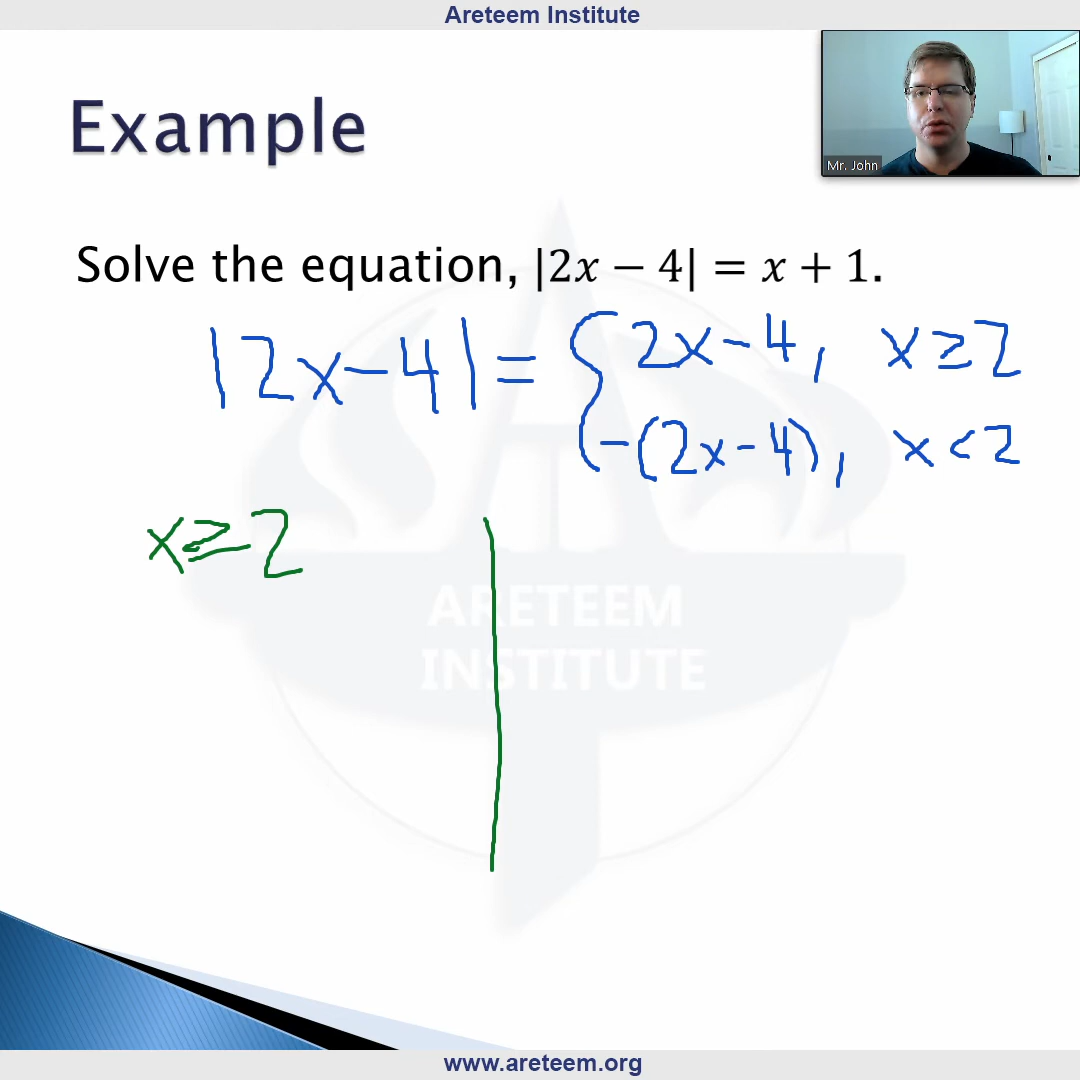 Areteem Institute
Example
Mr. John
Solve the equation, |2x − 4| = x + 1.
|2x-4| = { 2x-4, x ≥ 2
-(2x-4), x < 2
x ≥ 2
ARETEEM
INSTITUTE
www.areteem.org